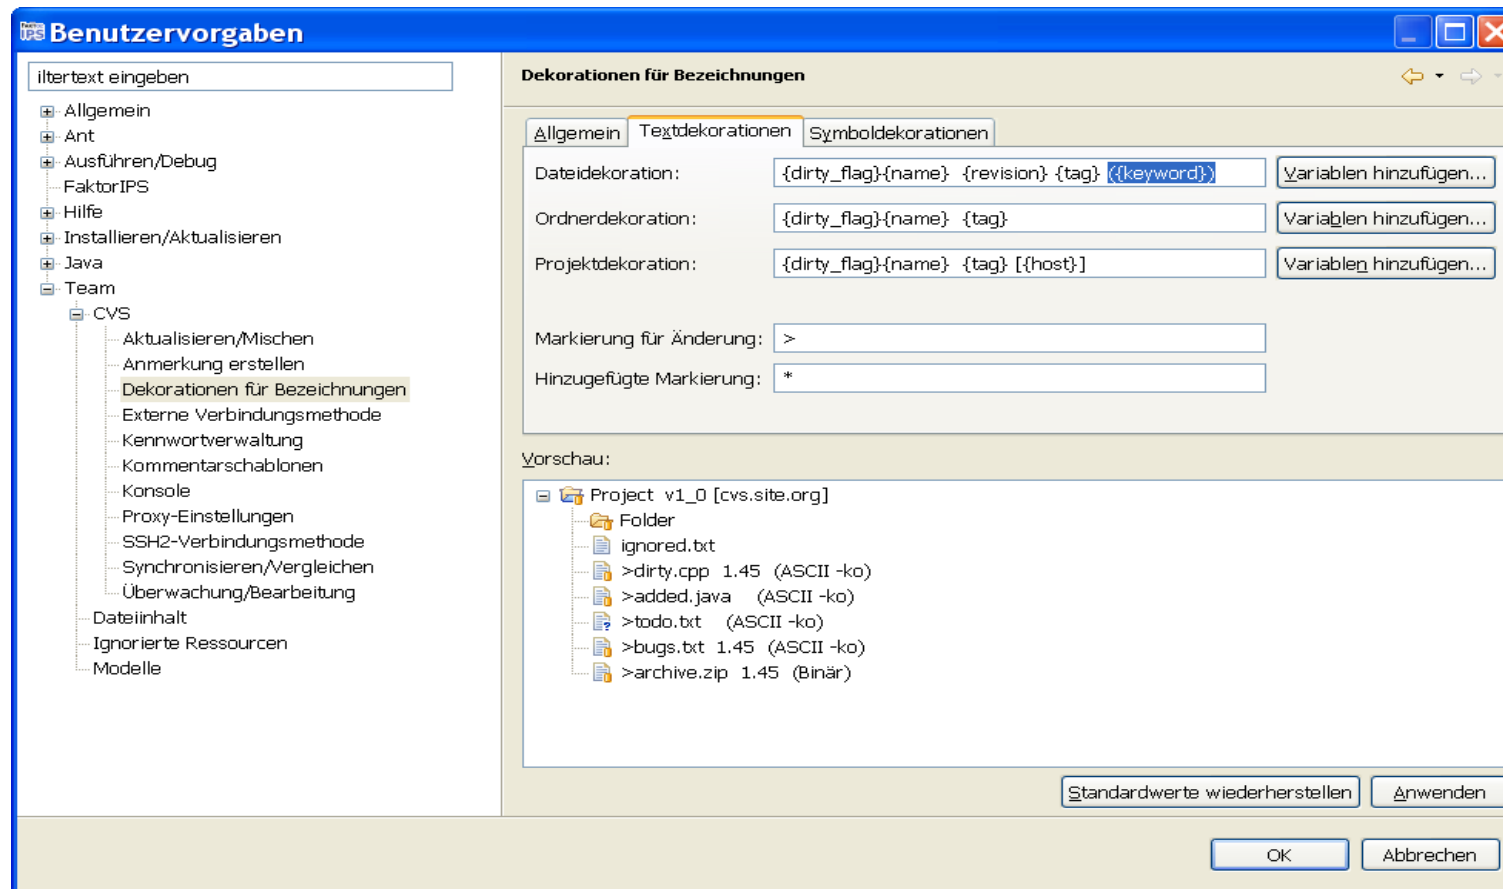 Faktor IPS Benutzervorgaben
iltertext eingeben
Allgemein
Ant
Ausführen/Debug
FaktorIPS
Hilfe
Installieren/Aktualisieren
Java
Team
CVS
Aktualisieren/Mischen
Anmerkung erstellen
Dekorationen für Bezeichnungen
Externe Verbindungsmethode
Kennwortverwaltung
Kommentarschablonen
Konsole
Proxy-Einstellungen
SSH2-Verbindungsmethode
Synchronisieren/Vergleichen
Überwachung/Bearbeitung
Dateiinhalt
Ignorierte Ressourcen
Modelle
Dekorationen für Bezeichnungen
Allgemein Textdekorationen Symboldekorationen
Dateidekoration: {dirty_flag}{name}  {revision} {tag} ({keyword}) Variablen hinzufügen...
Ordnerdekoration: {dirty_flag}{name}  {tag} Variablen hinzufügen...
Projektdekoration: {dirty_flag}{name}  {tag} [{host}] Variablen hinzufügen...
Markierung für Änderung: >
Hinzugefügte Markierung: *
Vorschau:
Project  v1_0 [cvs.site.org]
Folder
ignored.txt
>dirty.cpp  1.45  (ASCII -ko)
>added.java    (ASCII -ko)
>todo.txt   (ASCII -ko)
>bugs.txt  1.45  (ASCII -ko)
>archive.zip  1.45  (Binär)
Standardwerte wiederherstellen Anwenden
OK Abbrechen